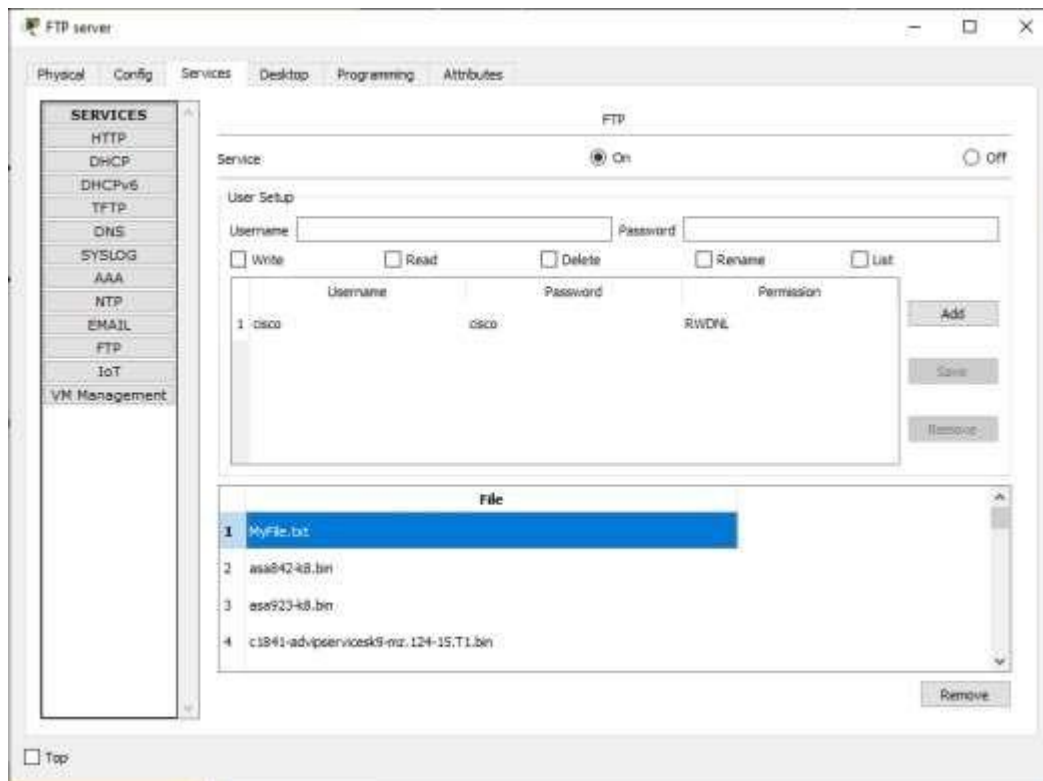 FTP server
Physical Config Services Desktop Programming Attributes
SERVICES
HTTP
DHCP
DHCPv6
TFTP
DNS
SYSLOG
AAA
NTP
EMAIL
FTP
IoT
VM Management
FTP
Service On Off
User Setup
Username Password
Write Read Delete Rename List
Username Password Permission
1 cisco cisco RWDNL
Add
Save
Remove
File
1 MyFile.txt
2 asa842-k8.bin
3 asa923-k8.bin
4 c1841-advipservicesk9-mz.124-15.T1.bin
Remove
Top